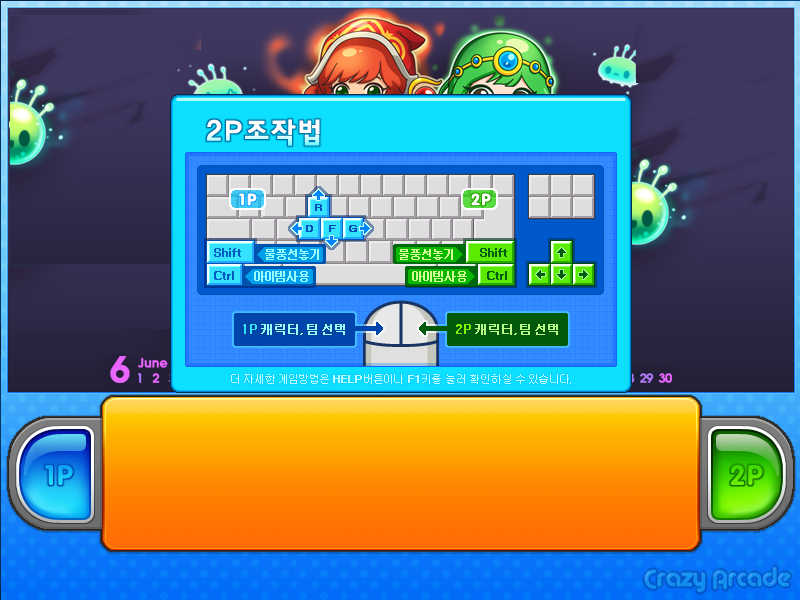 2P조작법
1P
2P
R
D F G
Shift
물풍선놓기
물풍선놓기
Shift
Ctrl
아이템사용
아이템사용
Ctrl
1P 캐릭터, 팀 선택
2P 캐릭터, 팀 선택
더 자세한 게임방법은 HELP버튼이나 F1키를 눌러 확인하실 수 있습니다.
6 June
1 2
29 30
1P
2P
Crazy Arcade